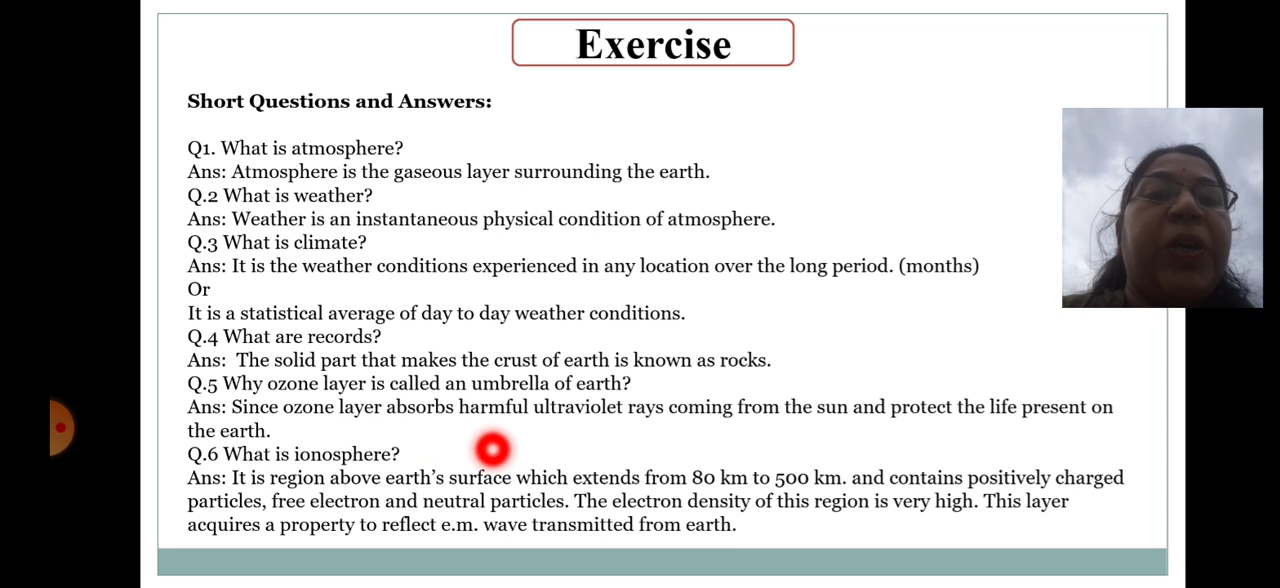 Exercise
Short Questions and Answers:
Q1. What is atmosphere?
Ans: Atmosphere is the gaseous layer surrounding the earth.
Q.2 What is weather?
Ans: Weather is an instantaneous physical condition of atmosphere.
Q.3 What is climate?
Ans: It is the weather conditions experienced in any location over the long period. (months)
Or
It is a statistical average of day to day weather conditions.
Q.4 What are records?
Ans: The solid part that makes the crust of earth is known as rocks.
Q.5 Why ozone layer is called an umbrella of earth?
Ans: Since ozone layer absorbs harmful ultraviolet rays coming from the sun and protect the life present on
the earth.
Q.6 What is ionosphere?
Ans: It is region above earth's surface which extends from 80 km to 500 km. and contains positively charged
particles, free electron and neutral particles. The electron density of this region is very high. This layer
acquires a property to reflect e.m. wave transmitted from earth.